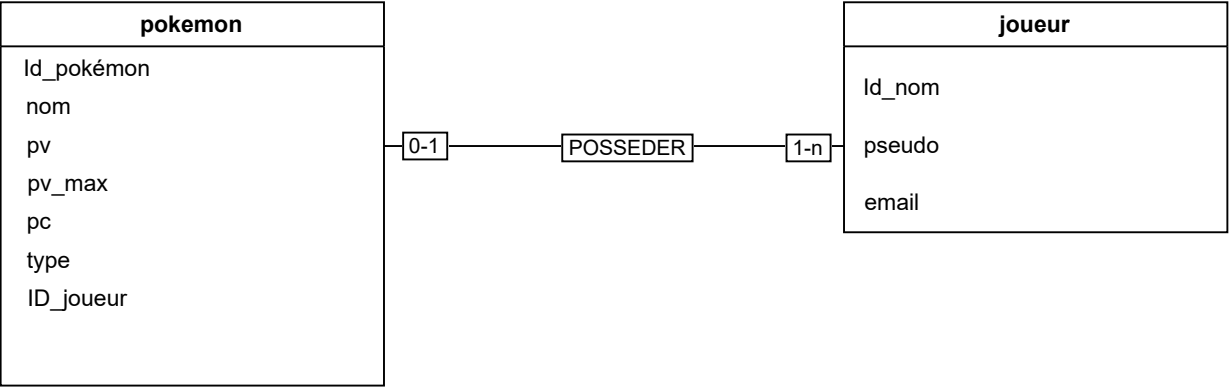 pokemon
Id_pokémon
nom
pv
pv_max
pc
type
ID_joueur
0-1
POSSEDER
1-n
joueur
Id_nom
pseudo
email